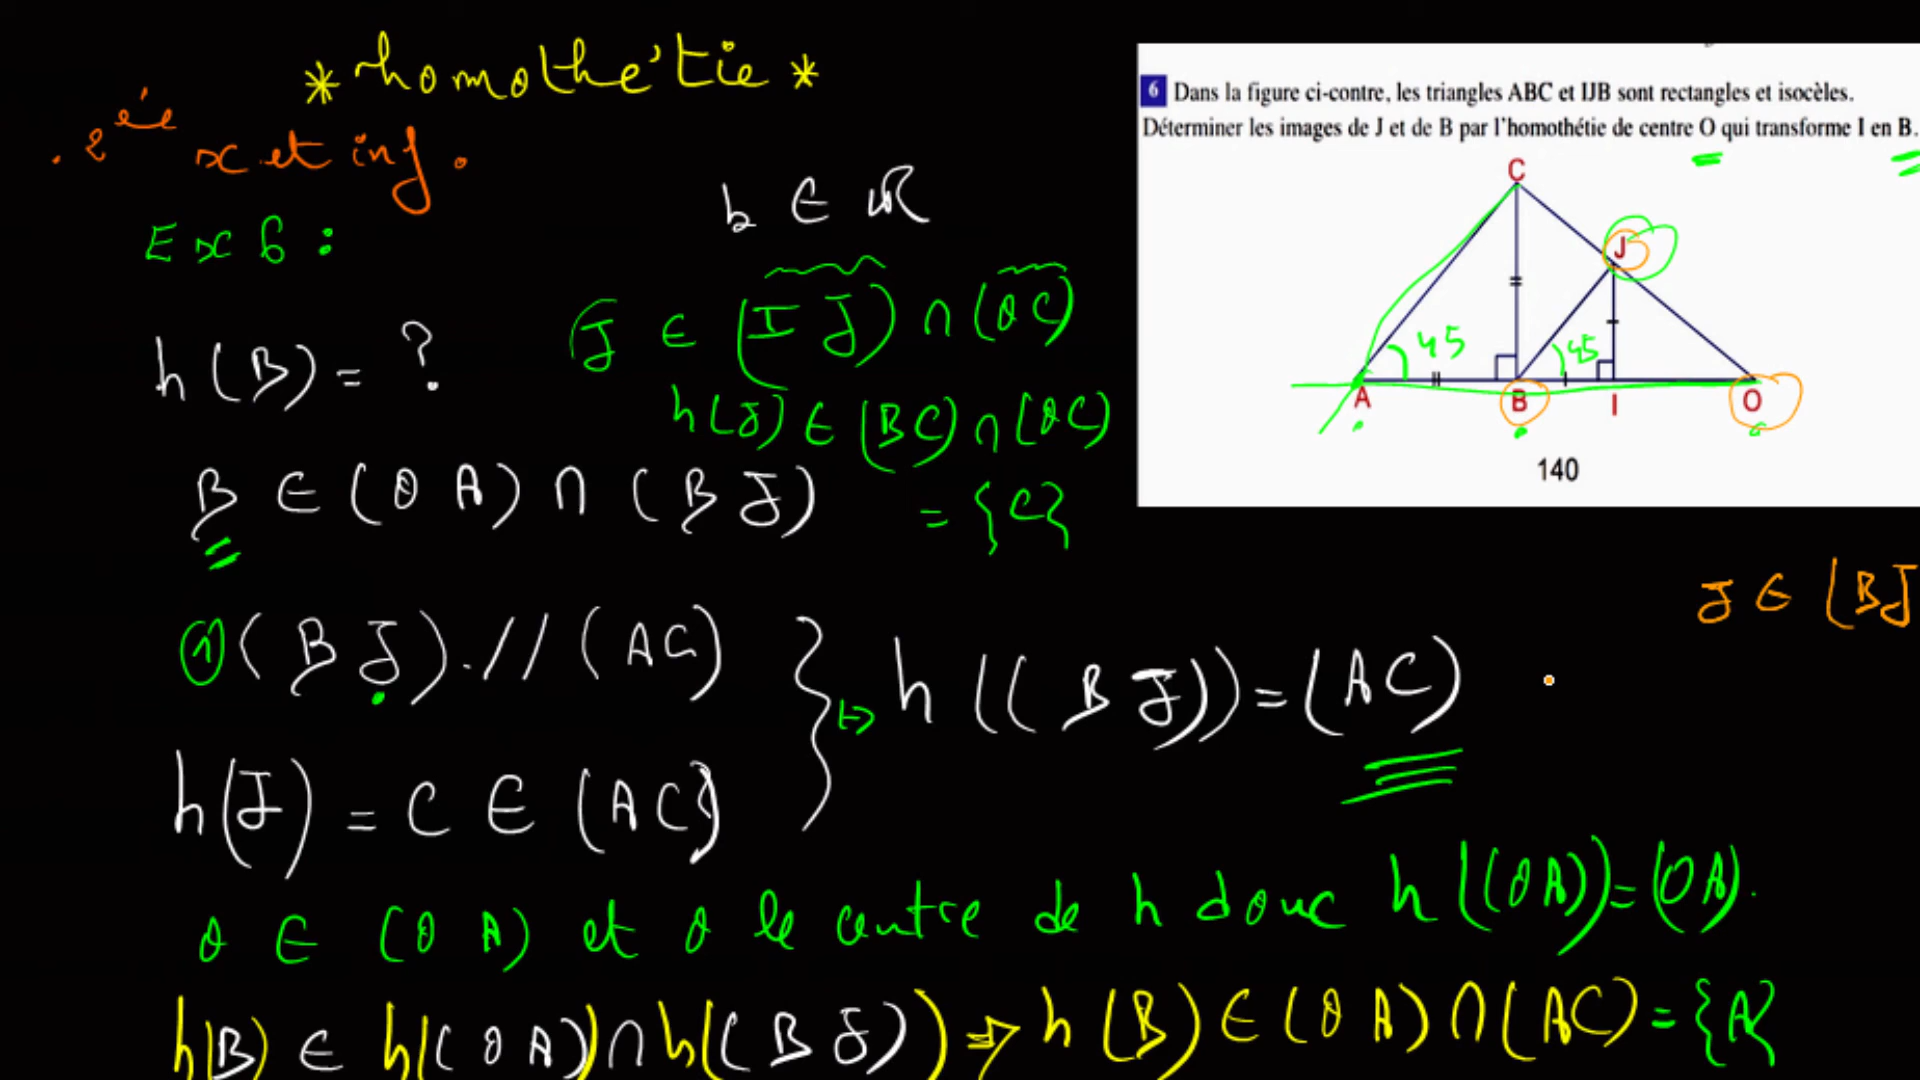 * homothétie *
. 2 éme sc et inf .
Ex 6 :
k ∈ ℝ
h(B) = ?
J ∈ (IJ) ∩ (OC)
h(J) ∈ (BC) ∩ (OC)
= {C}
B ∈ (OA) ∩ (BJ)
① (BJ) // (AC)
h(J) = C ∈ (AC)
↦ h((BJ)) = (AC)
J ∈ (BJ
O ∈ (OA) et O le centre de h donc h((OA)) = (OA).
h(B) ∈ h((OA)) ∩ h((BJ)) ⇒ h(B) ∈ (OA) ∩ (AC) = {A}
6 Dans la figure ci-contre, les triangles ABC et IJB sont rectangles et isocèles.
Déterminer les images de J et de B par l'homothétie de centre O qui transforme I en B.
C
J
45
45
A B I O
140